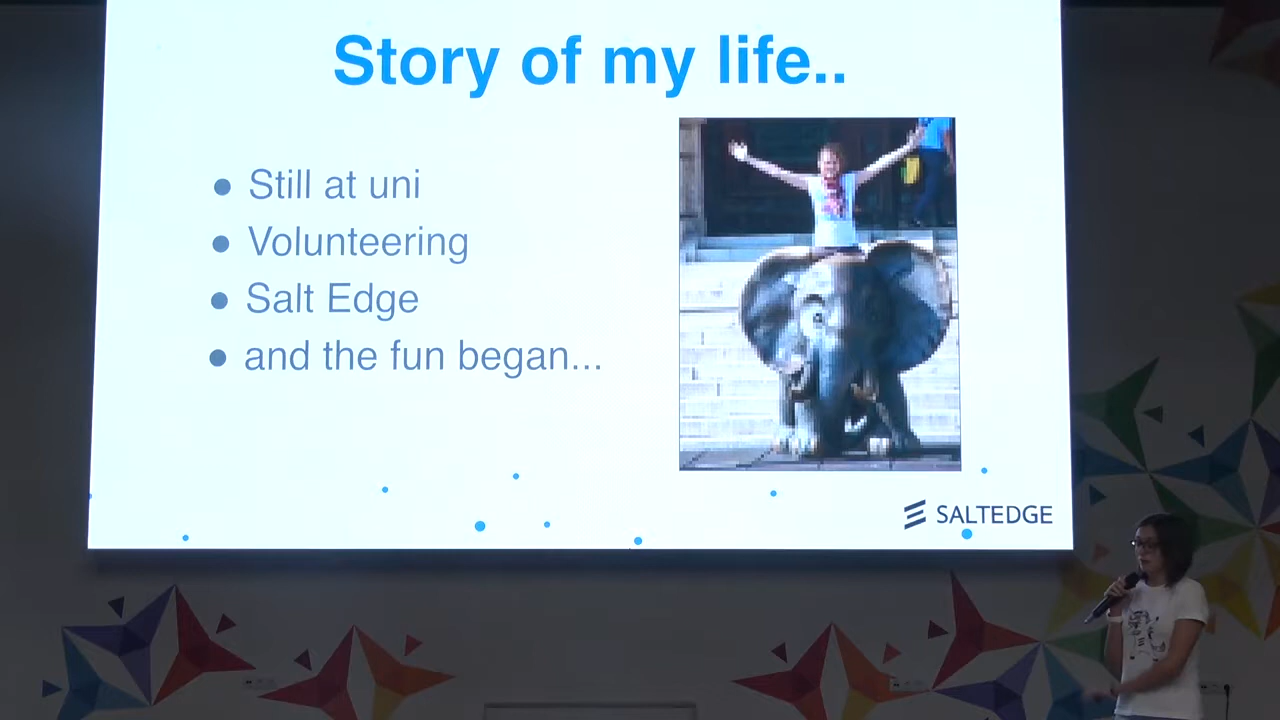 Story of my life..
● Still at uni
● Volunteering
● Salt Edge
● and the fun began...
SALTEDGE